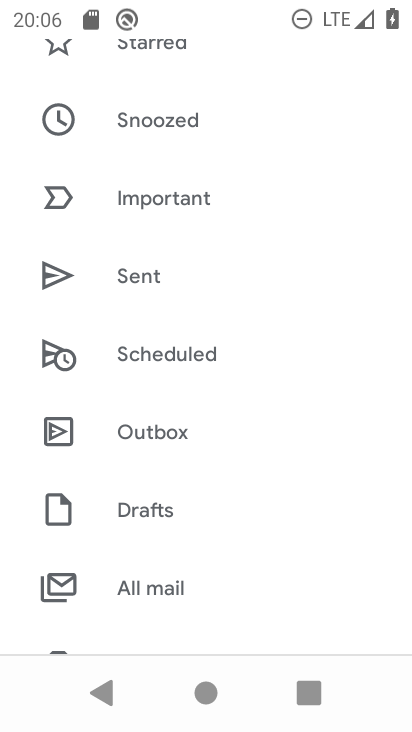 20:06
LTE
Starred
Snoozed
Important
Sent
Scheduled
Outbox
Drafts
All mail